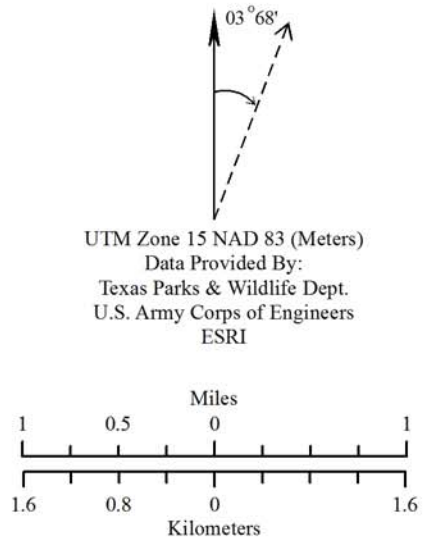 03°68'
UTM Zone 15 NAD 83 (Meters)
Data Provided By:
Texas Parks & Wildlife Dept.
U.S. Army Corps of Engineers
ESRI
Miles
1 0.5 0 1
1.6 0.8 0 1.6
Kilometers